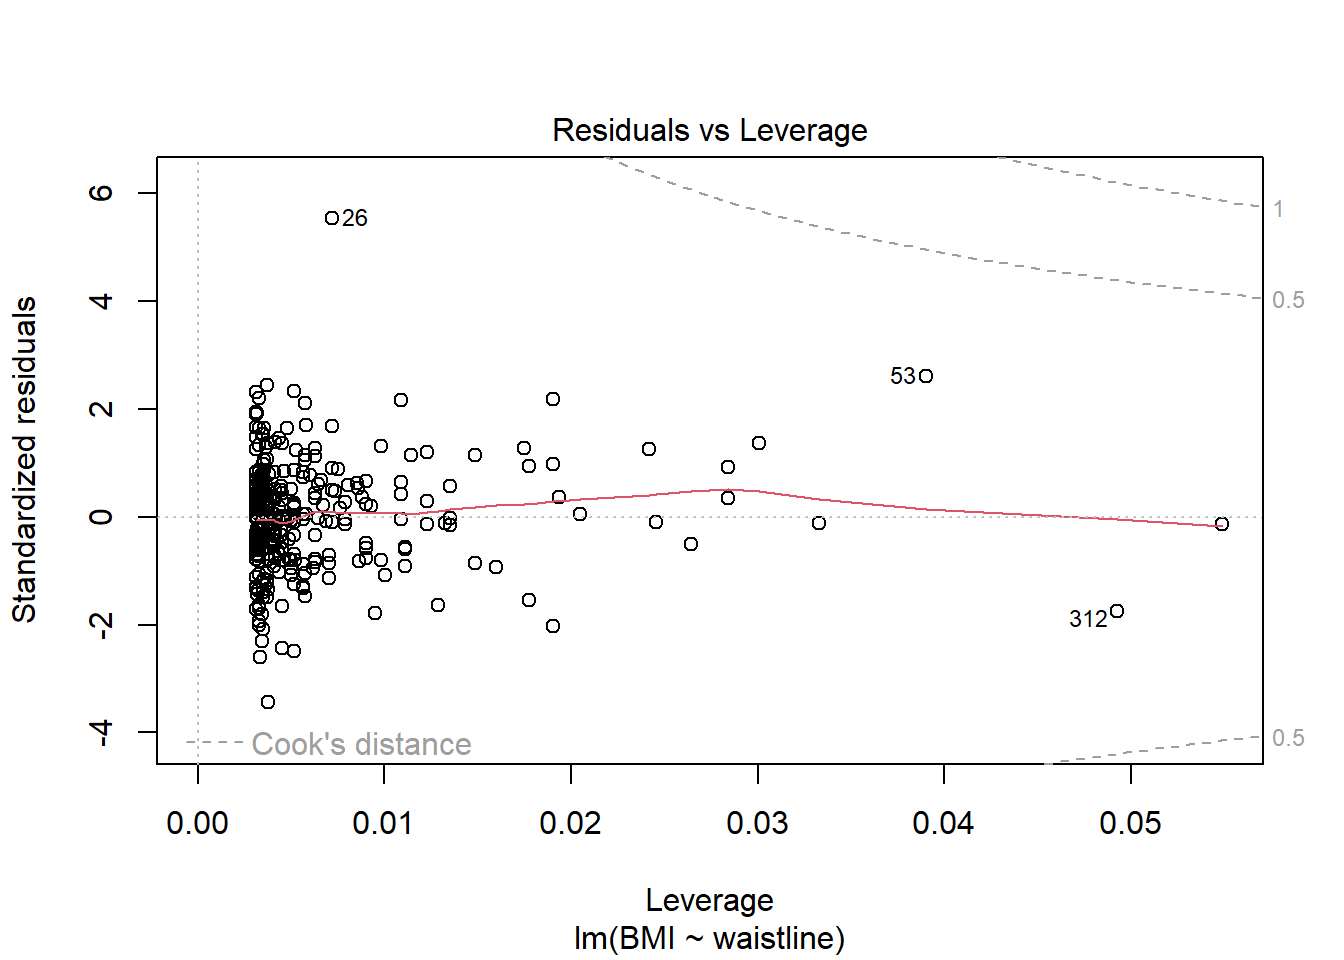 Residuals vs Leverage
Standardized residuals
6
4
2
0
-2
-4
26
53
312
1
0.5
0.5
Cook's distance
0.00 0.01 0.02 0.03 0.04 0.05
Leverage
lm(BMI ~ waistline)